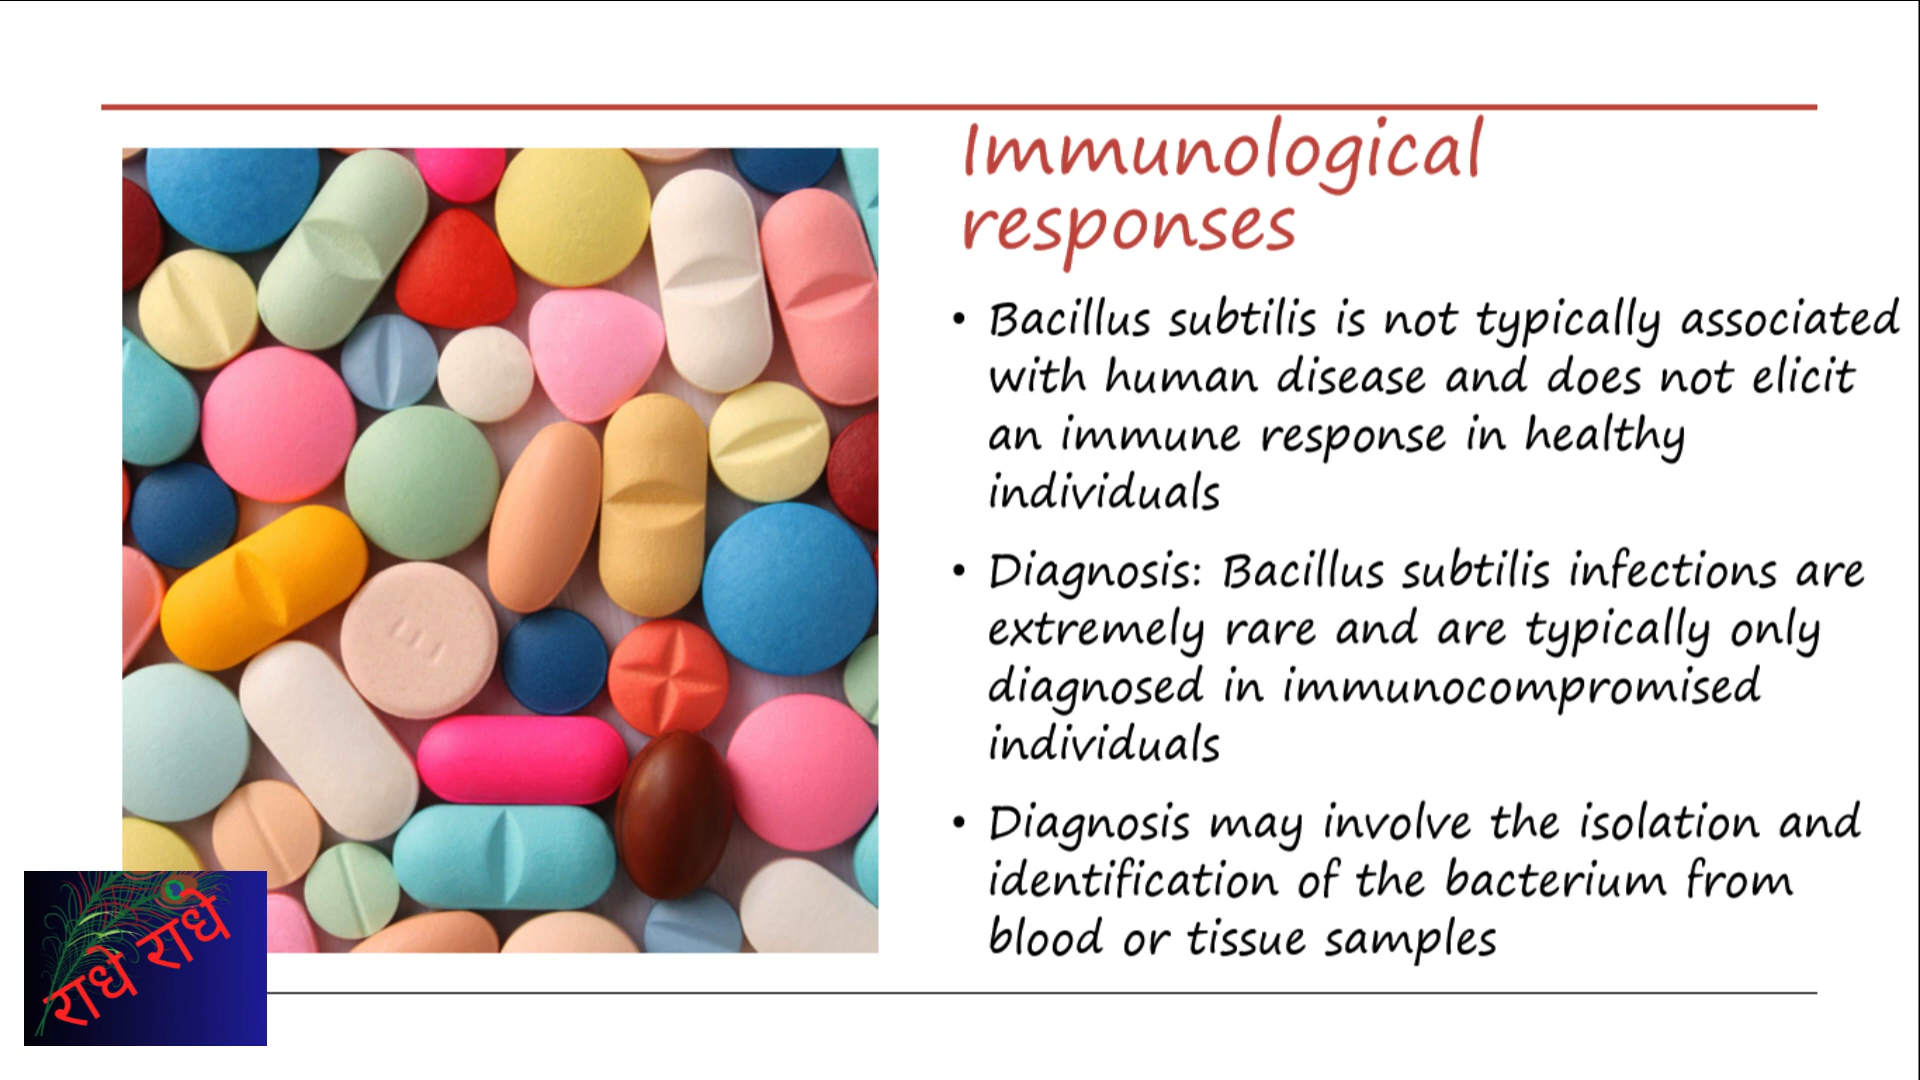 Immunological
responses
• Bacillus subtilis is not typically associated
with human disease and does not elicit
an immune response in healthy
individuals
• Diagnosis: Bacillus subtilis infections are
extremely rare and are typically only
diagnosed in immunocompromised
individuals
• Diagnosis may involve the isolation and
identification of the bacterium from
blood or tissue samples
राधे राधे